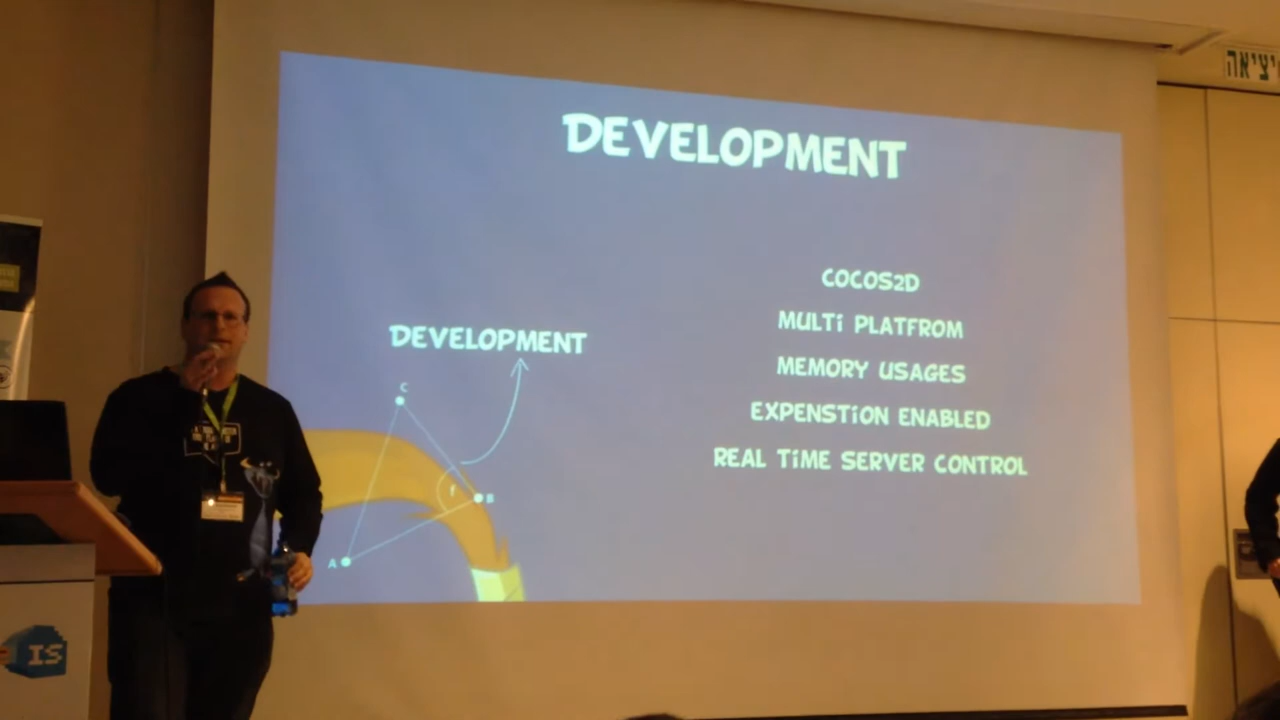 יציאה
DEVELOPMENT
COCOS2D
MULTI PLATFROM
MEMORY USAGES
EXPENSTION ENABLED
REAL TIME SERVER CONTROL
DEVELOPMENT
C
f
B
A
IS